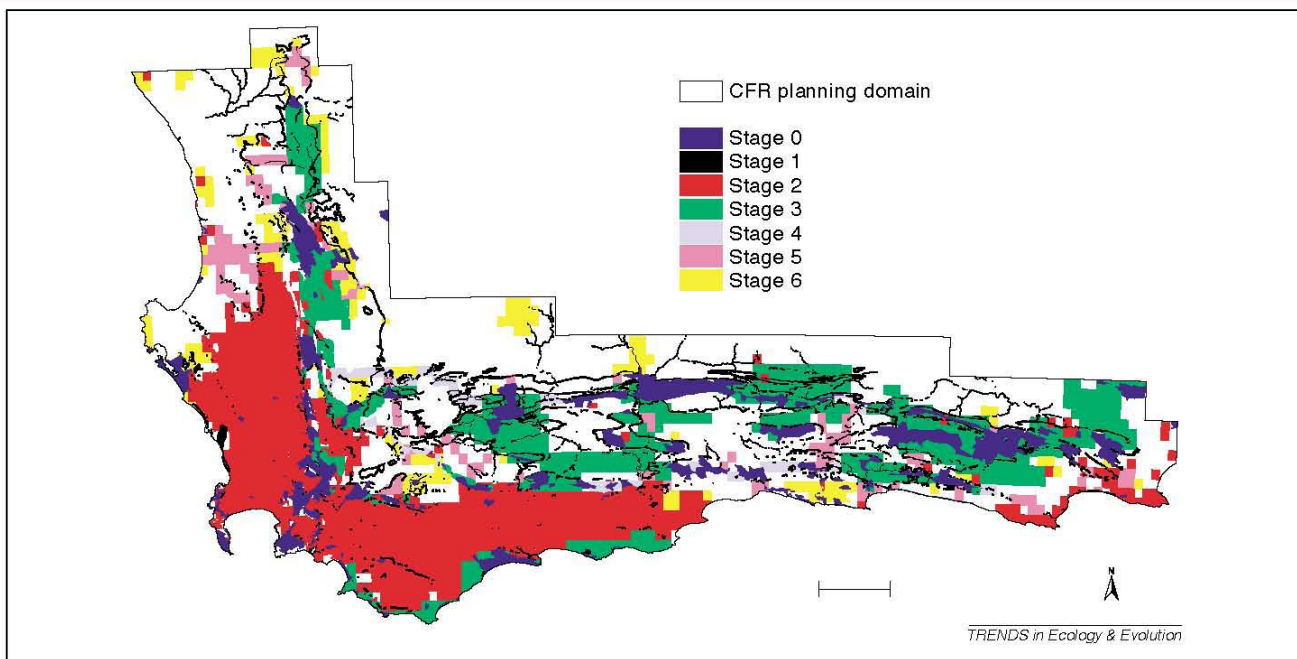 CFR planning domain
Stage 0
Stage 1
Stage 2
Stage 3
Stage 4
Stage 5
Stage 6
N
TRENDS in Ecology & Evolution